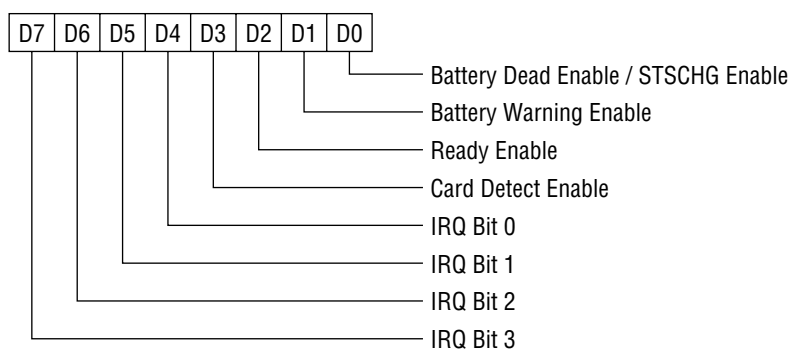 D7 D6 D5 D4 D3 D2 D1 D0
Battery Dead Enable / STSCHG Enable
Battery Warning Enable
Ready Enable
Card Detect Enable
IRQ Bit 0
IRQ Bit 1
IRQ Bit 2
IRQ Bit 3